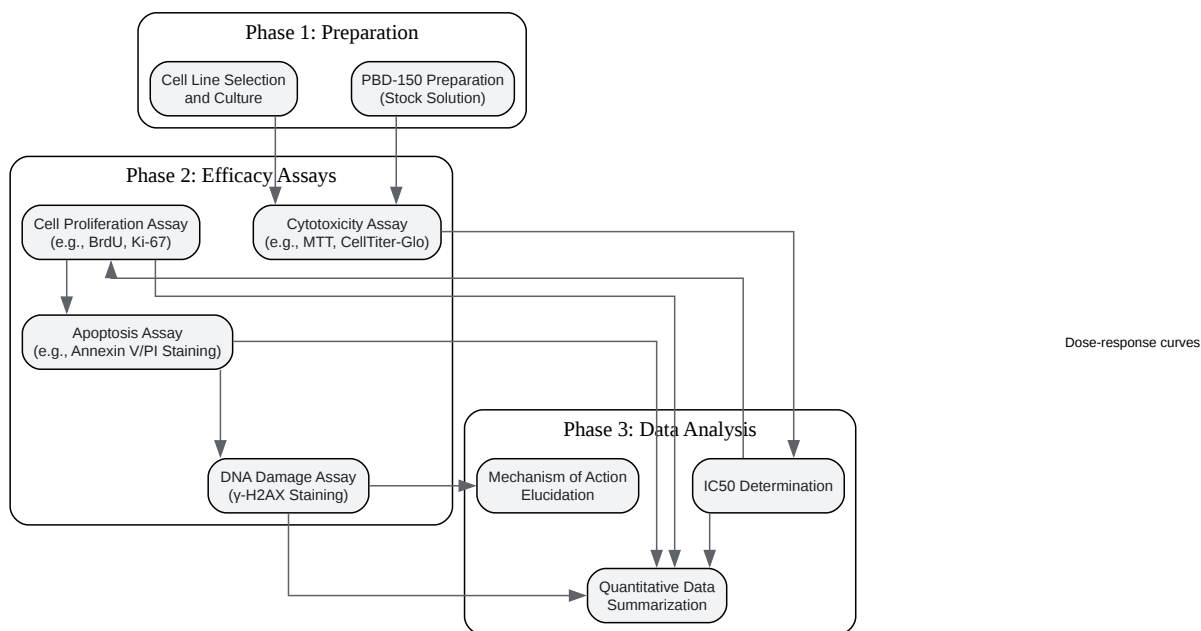 Phase 1: Preparation
Cell Line Selection
and Culture
PBD-150 Preparation
(Stock Solution)
Phase 2: Efficacy Assays
Cell Proliferation Assay
(e.g., BrdU, Ki-67)
Cytotoxicity Assay
(e.g., MTT, CellTiter-Glo)
Apoptosis Assay
(e.g., Annexin V/PI Staining)
Dose-response curves
DNA Damage Assay
(γ-H2AX Staining)
Phase 3: Data Analysis
Mechanism of Action
Elucidation
IC50 Determination
Quantitative Data
Summarization